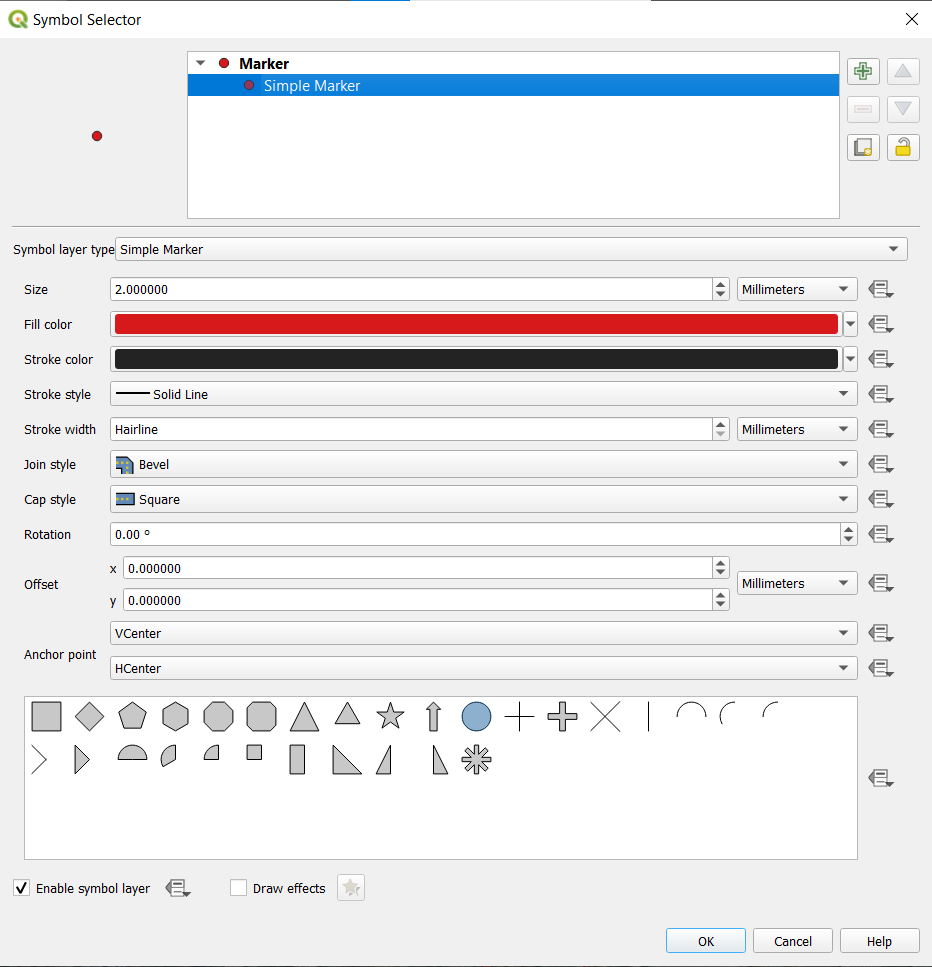 Symbol Selector
Marker
Simple Marker
Symbol layer type Simple Marker
Size 2.000000 Millimeters
Fill color
Stroke color
Stroke style Solid Line
Stroke width Hairline Millimeters
Join style Bevel
Cap style Square
Rotation 0.00 °
Offset x 0.000000 Millimeters
y 0.000000
Anchor point VCenter
HCenter
Enable symbol layer Draw effects
OK Cancel Help